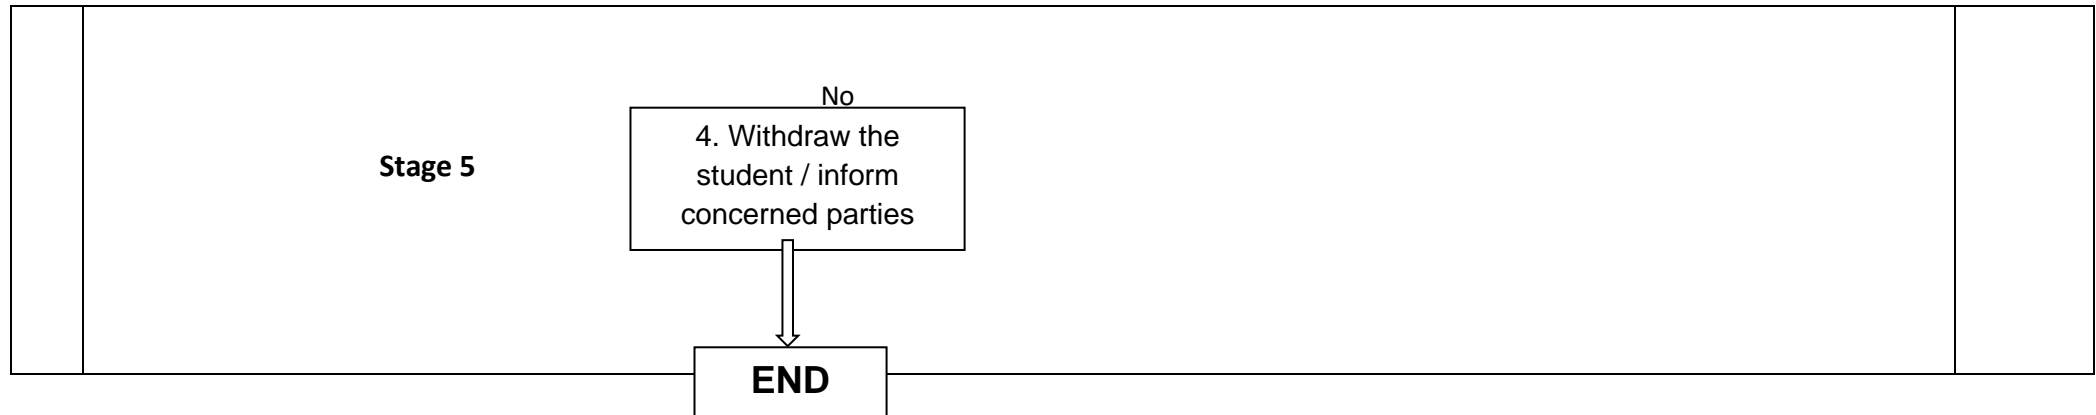 No
4. Withdraw the
student / inform
concerned parties
Stage 5
END